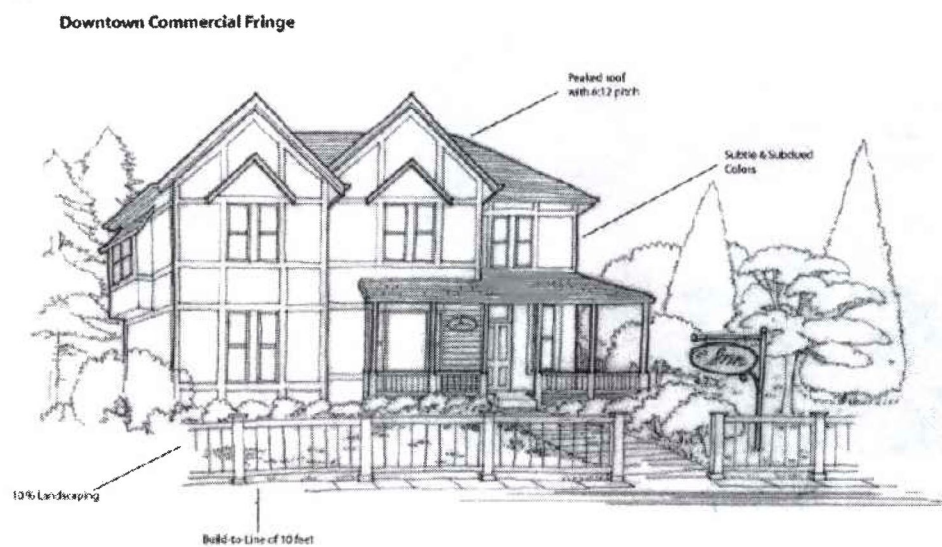 Downtown Commercial Fringe
Peaked roof
with 6:12 pitch
Subtle & Subdued
Colors
Inn
10% Landscaping
Build-to-Line of 10 feet